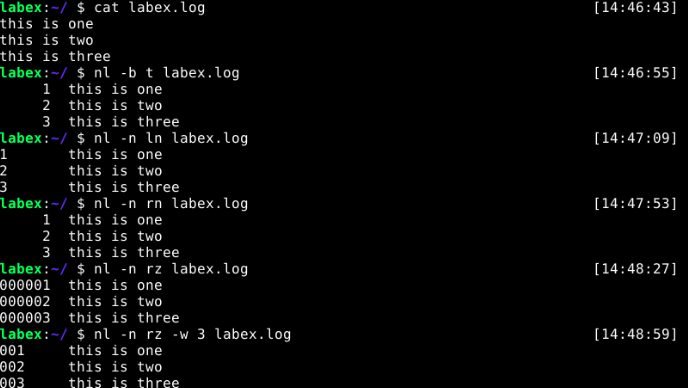 labex:~/ $ cat labex.log                                                [14:46:43]
this is one
this is two
this is three
labex:~/ $ nl -b t labex.log                                            [14:46:55]
     1  this is one
     2  this is two
     3  this is three
labex:~/ $ nl -n ln labex.log                                           [14:47:09]
1       this is one
2       this is two
3       this is three
labex:~/ $ nl -n rn labex.log                                           [14:47:53]
     1  this is one
     2  this is two
     3  this is three
labex:~/ $ nl -n rz labex.log                                           [14:48:27]
000001  this is one
000002  this is two
000003  this is three
labex:~/ $ nl -n rz -w 3 labex.log                                      [14:48:59]
001     this is one
002     this is two
003     this is three